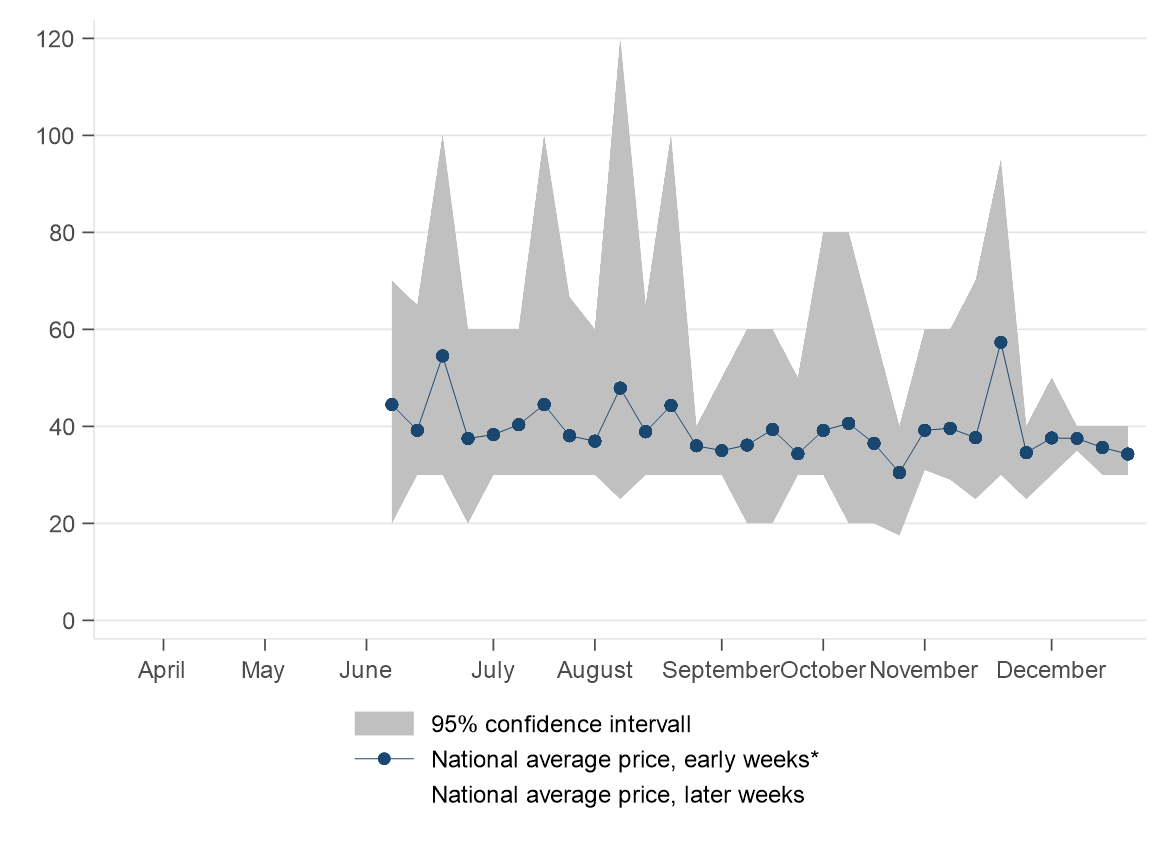 120
100
80
60
40
20
0
April May June July August September October November December
95% confidence intervall
National average price, early weeks*
National average price, later weeks